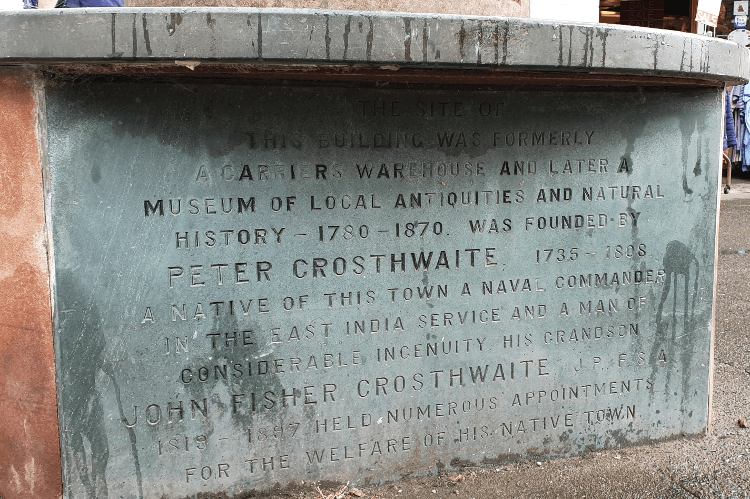 THE SITE OF
THIS BUILDING WAS FORMERLY
A CARRIERS WAREHOUSE AND LATER A
MUSEUM OF LOCAL ANTIQUITIES AND NATURAL
HISTORY - 1780 - 1870. WAS FOUNDED BY
PETER CROSTHWAITE. 1735 - 1808
A NATIVE OF THIS TOWN A NAVAL COMMANDER
IN THE EAST INDIA SERVICE AND A MAN OF
CONSIDERABLE INGENUITY. HIS GRANDSON
JOHN FISHER CROSTHWAITE J.P. F.S.A
1819 - 1897 HELD NUMEROUS APPOINTMENTS
FOR THE WELFARE OF HIS NATIVE TOWN